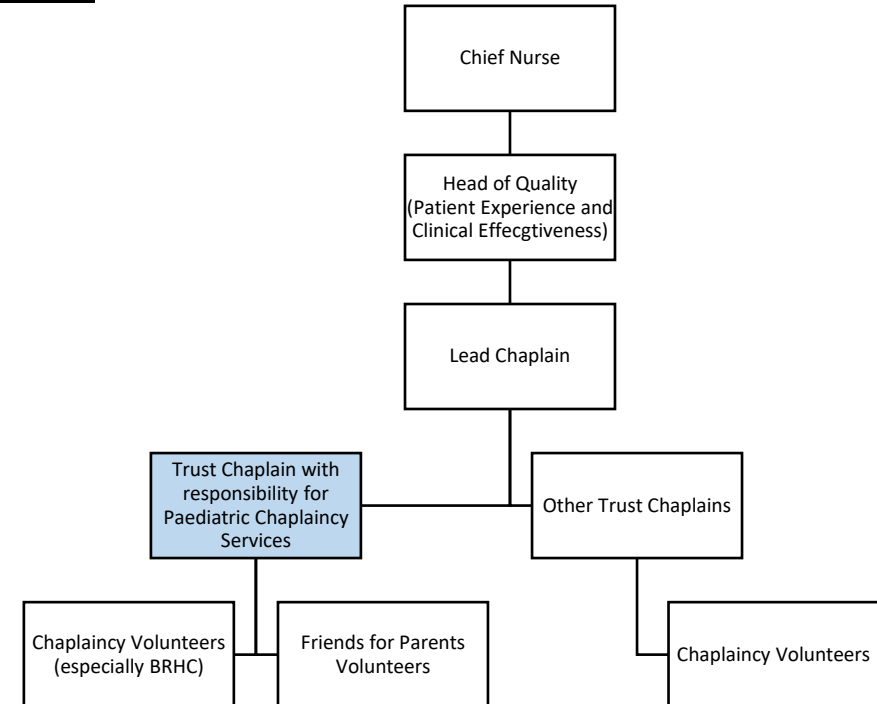 Chief Nurse
Head of Quality
(Patient Experience and
Clinical Effecgtiveness)
Lead Chaplain
Trust Chaplain with
responsibility for
Paediatric Chaplaincy
Services
Other Trust Chaplains
Chaplaincy Volunteers
(especially BRHC)
Friends for Parents
Volunteers
Chaplaincy Volunteers